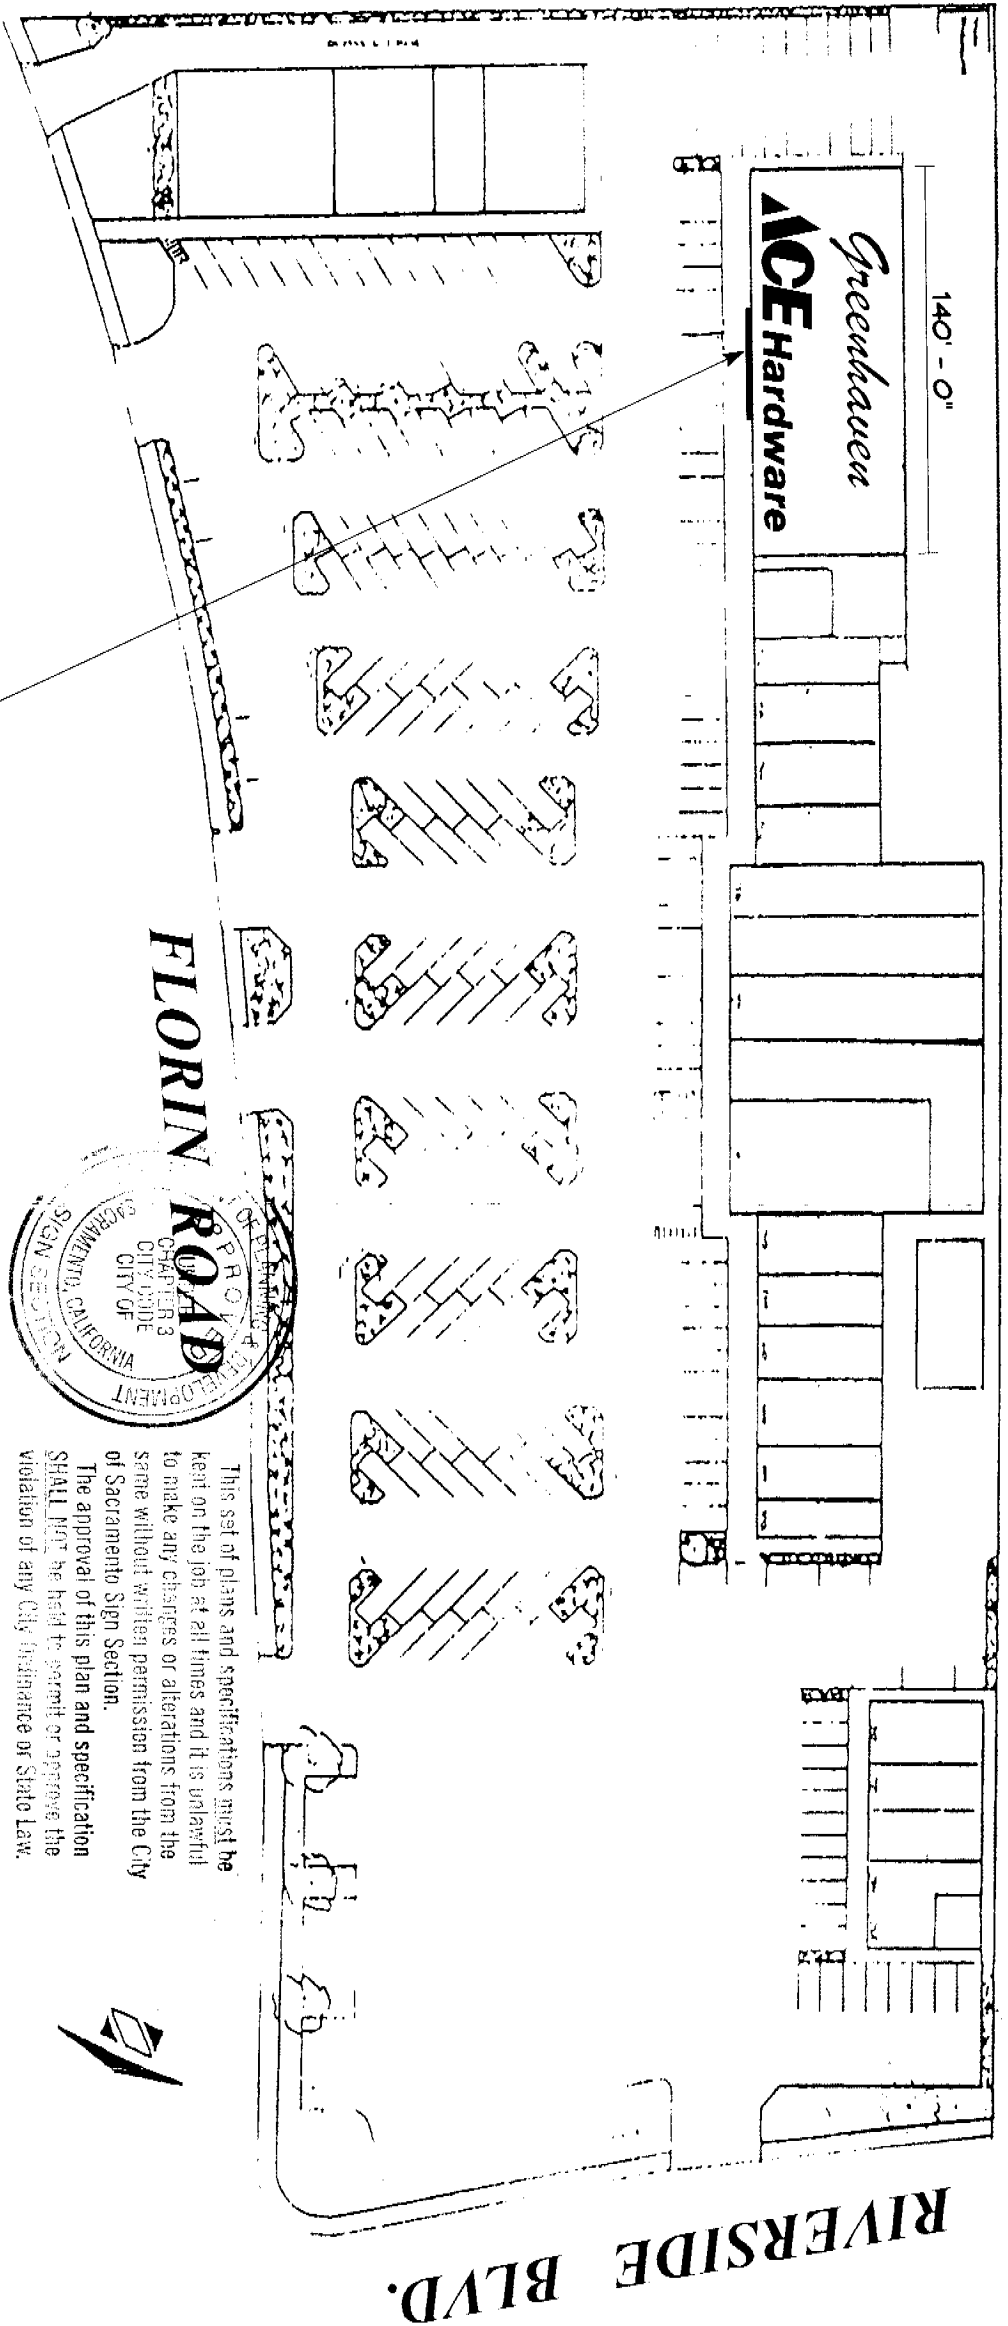 140' - 0"
Greenhaven
ACE Hardware
FLORIN ROAD
RIVERSIDE BLVD.
OF PLANNING & DEVELOPMENT
APPROVED
CHAPTER 3
CITY CODE
CITY OF
SACRAMENTO, CALIFORNIA
SIGN SECTION
This set of plans and specifications must be
kept on the job at all times and it is unlawful
to make any changes or alterations from the
same without written permission from the City
of Sacramento Sign Section.
The approval of this plan and specification
SHALL NOT be held to permit or approve the
violation of any City Ordinance or State Law.